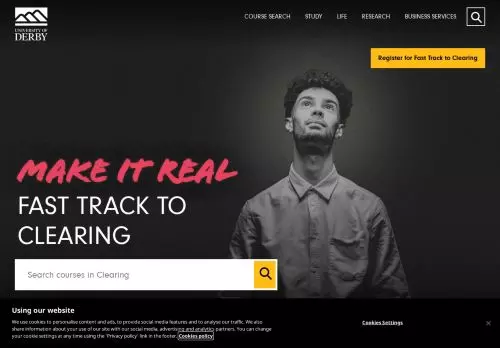 UNIVERSITY OF
DERBY
COURSE SEARCH STUDY LIFE RESEARCH BUSINESS SERVICES
Register for Fast Track to Clearing
MAKE IT REAL
FAST TRACK TO
CLEARING
Search courses in Clearing
Using our website
We use cookies to personalise content and ads, to provide social media features and to analyse our traffic. We also
share information about your use of our site with our social media, advertising and analytics partners. You can change
your cookie settings at any time using the 'Privacy policy' link in the footer. Cookies policy
Cookies Settings